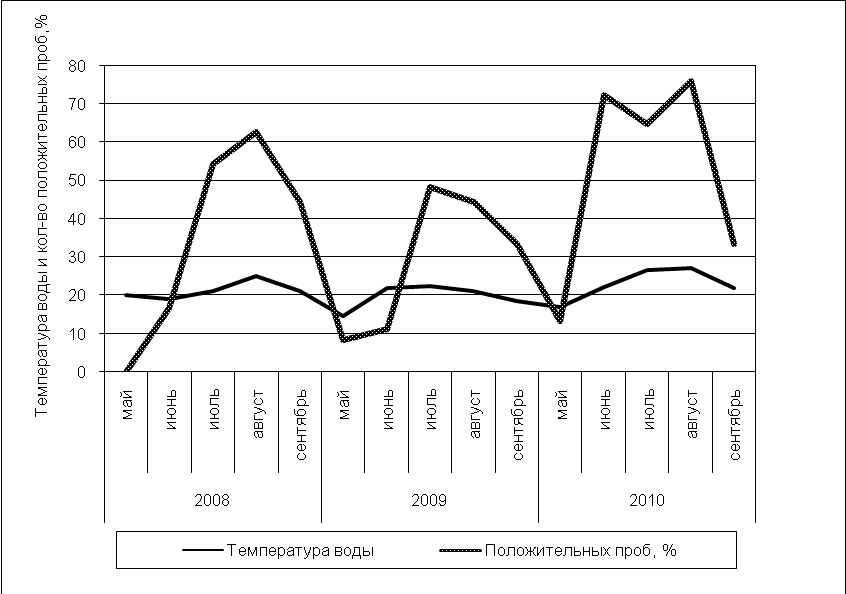 Температура воды и кол-во положительных проб,%
80
70
60
50
40
30
20
10
0
май июнь июль август сентябрь май июнь июль август сентябрь май июнь июль август сентябрь
2008 2009 2010
Температура воды Положительных проб, %